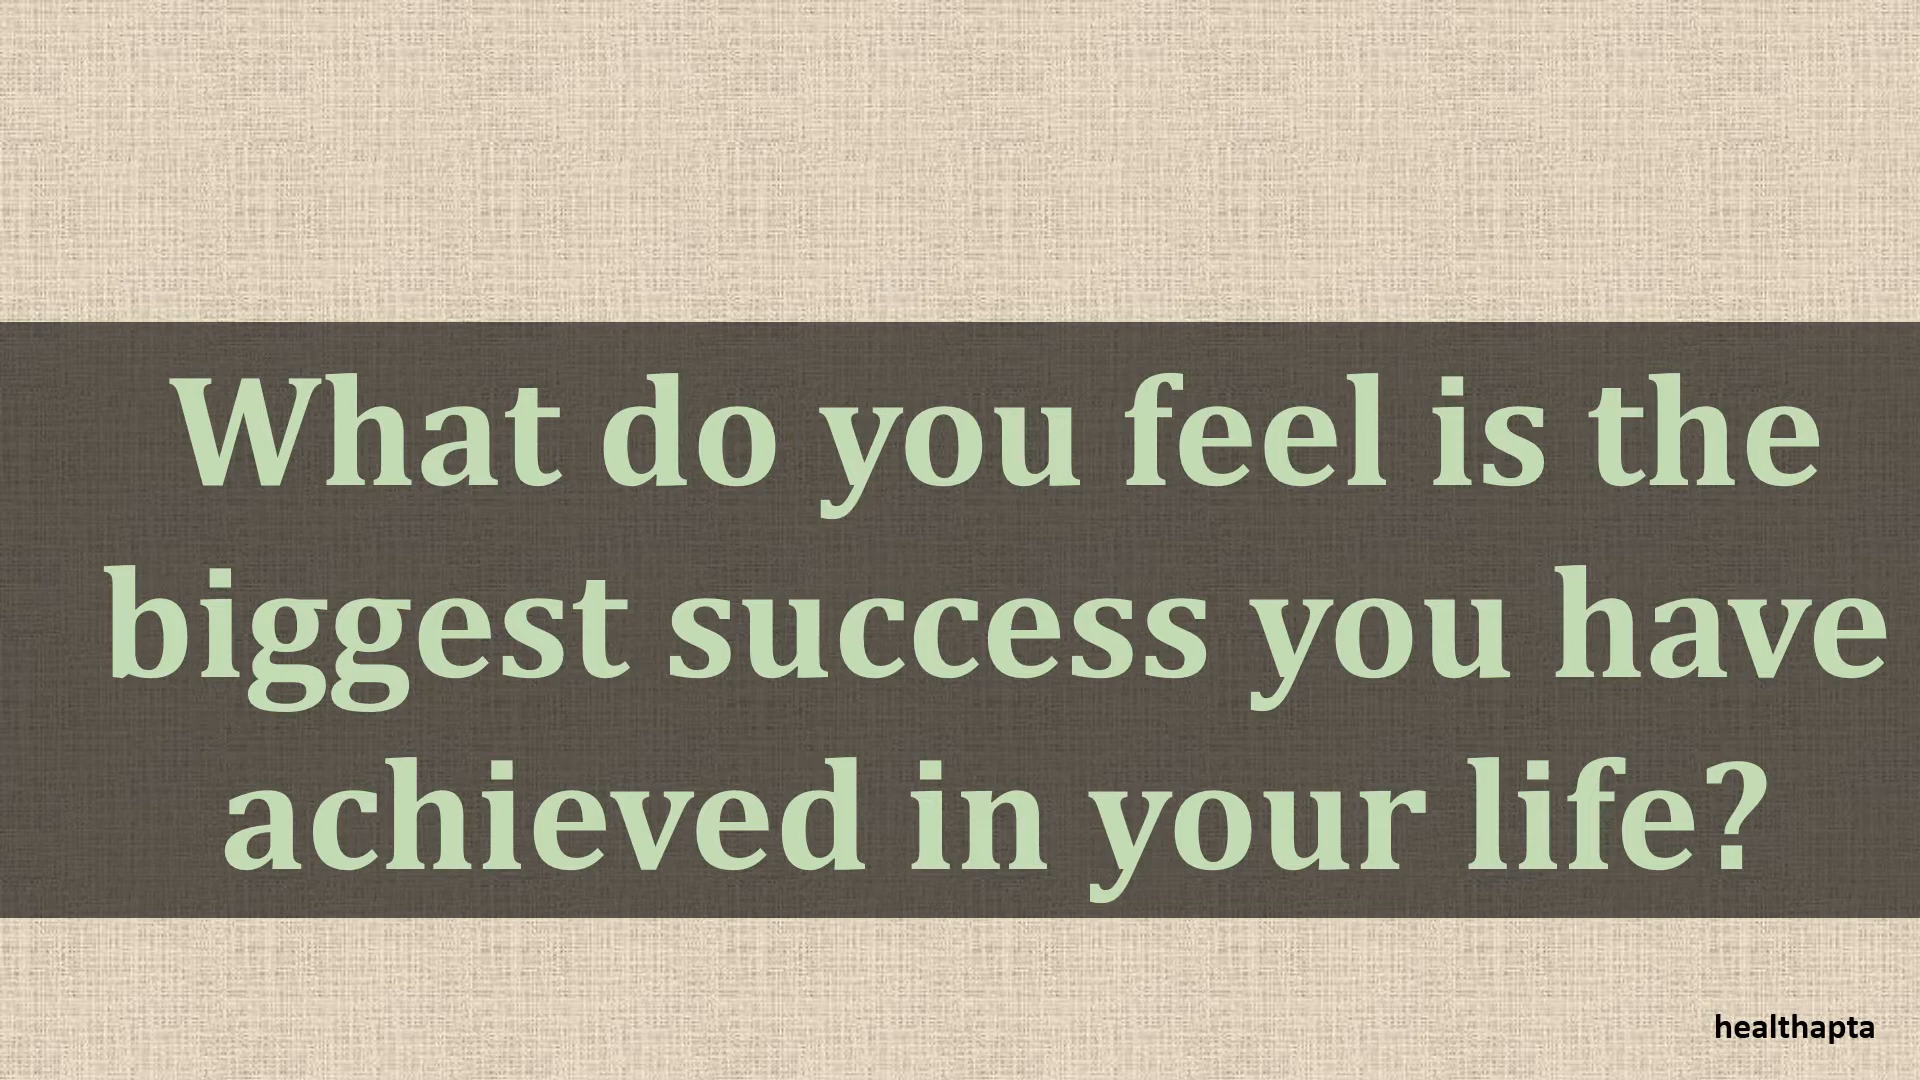 What do you feel is the
biggest success you have
achieved in your life?
healthapta